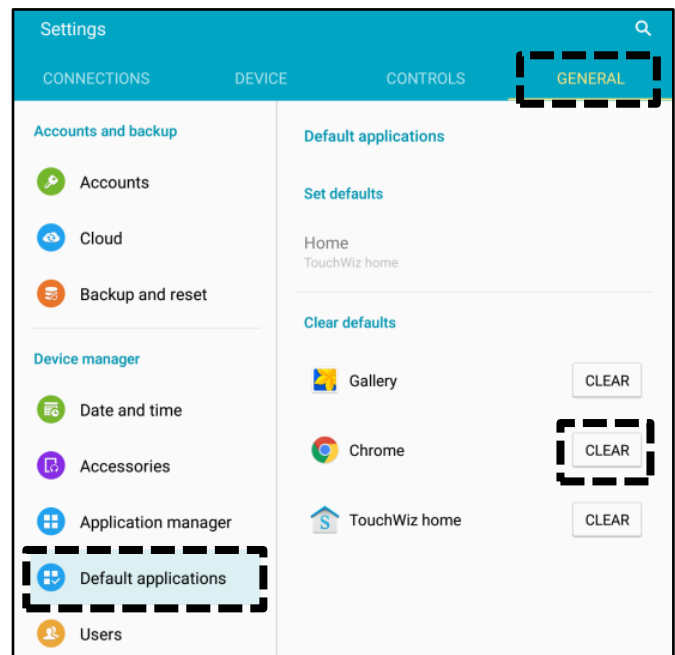 Settings
CONNECTIONS DEVICE CONTROLS GENERAL
Accounts and backup
Accounts
Cloud
Backup and reset
Device manager
Date and time
Accessories
Application manager
Default applications
Users
Default applications
Set defaults
Home
TouchWiz home
Clear defaults
Gallery CLEAR
Chrome CLEAR
S TouchWiz home CLEAR